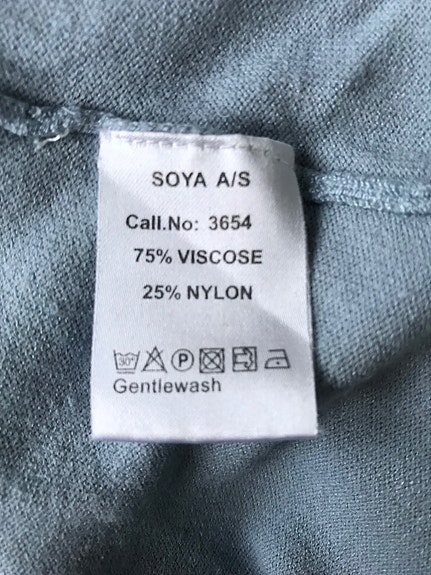 SOYA A/S
Call.No: 3654
75% VISCOSE
25% NYLON
30° P
Gentlewash